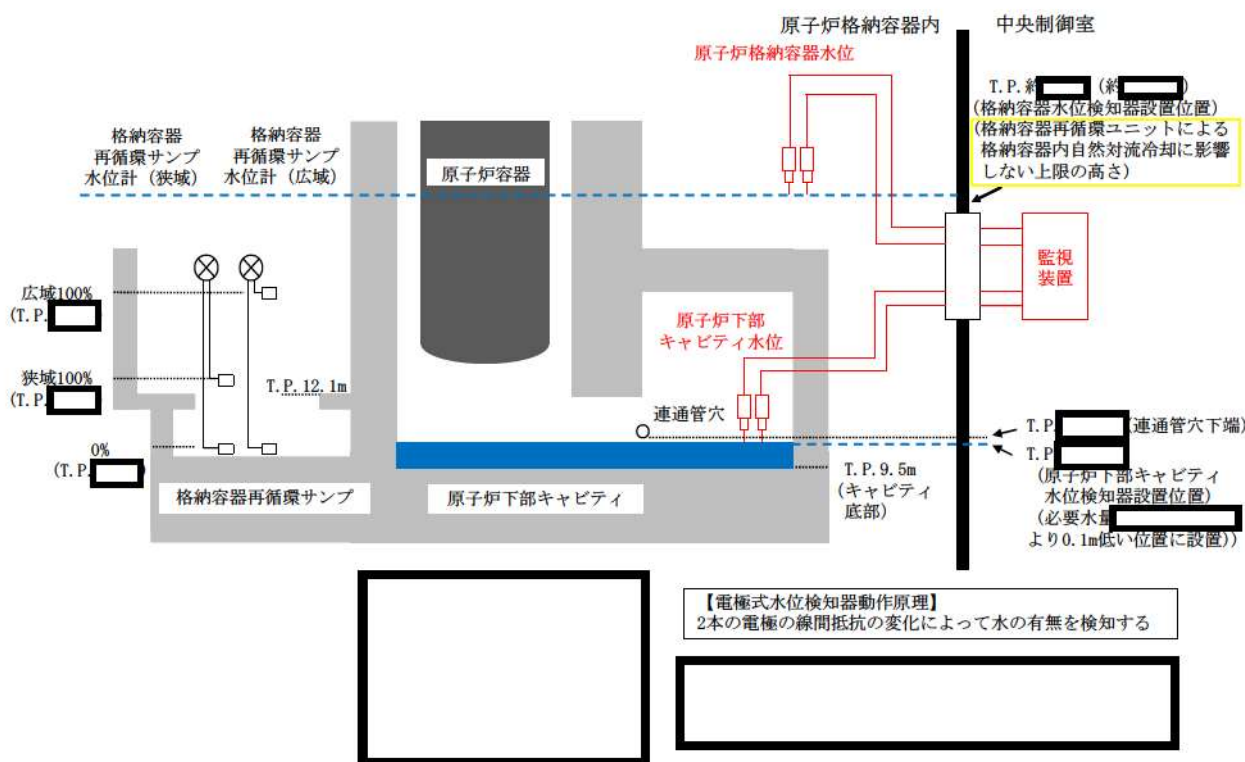 原子炉格納容器内
中央制御室
原子炉格納容器水位
T.P.約 (約 )
(格納容器水位検知器設置位置)
(格納容器再循環ユニットによる
格納容器内自然対流冷却に影響
しない上限の高さ)
格納容器
再循環サンプ
水位計（狭域）
格納容器
再循環サンプ
水位計（広域）
原子炉容器
監視
装置
広域100%
(T.P. )
原子炉下部
キャビティ水位
狭域100%
(T.P. )
T.P.12.1m
連通管穴
T.P. (連通管穴下端)
0%
(T.P. )
T.P.
(原子炉下部キャビティ
水位検知器設置位置)
(必要水量
より0.1m低い位置に設置))
T.P.9.5m
(キャビティ
底部)
格納容器再循環サンプ
原子炉下部キャビティ
【電極式水位検知器動作原理】
2本の電極の線間抵抗の変化によって水の有無を検知する